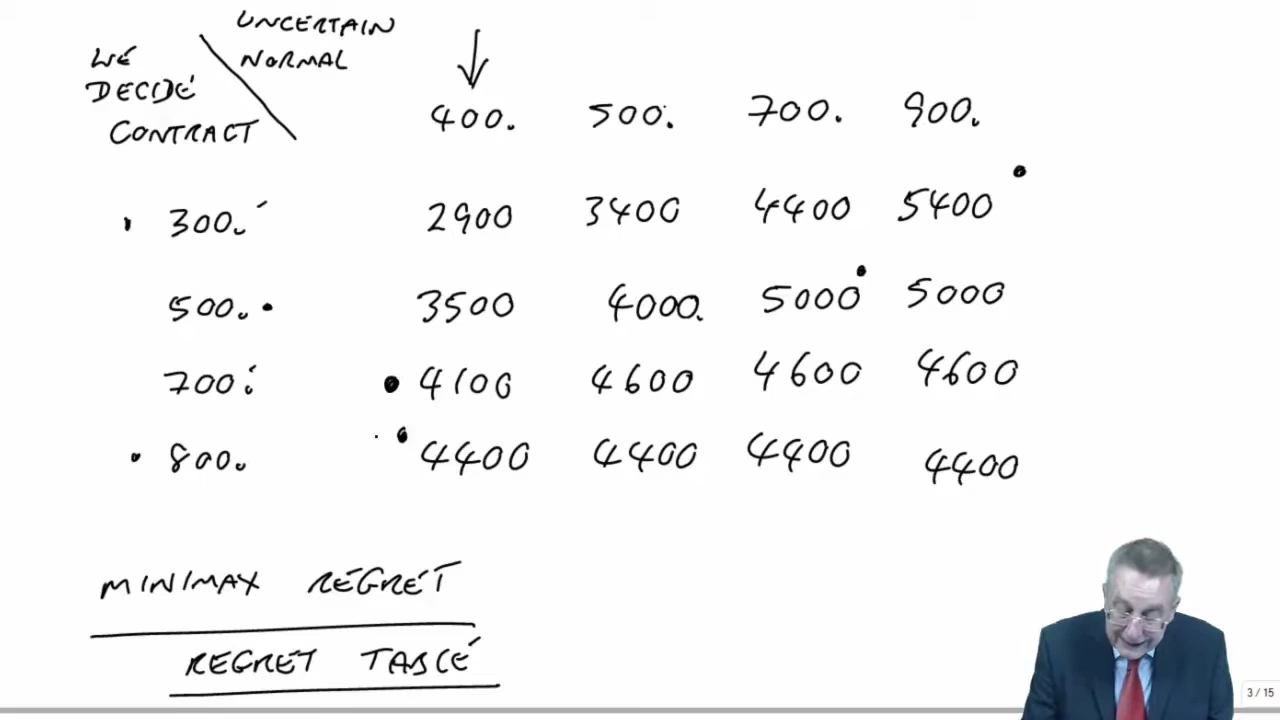 UNCERTAIN
NORMAL
WE
DECIDE
CONTRACT
400. 500. 700. 900.
300. 2900 3400 4400 5400
500. 3500 4000. 5000 5000
700. 4100 4600 4600 4600
800. 4400 4400 4400 4400
MINIMAX REGRET
REGRET TABLE
3 / 15